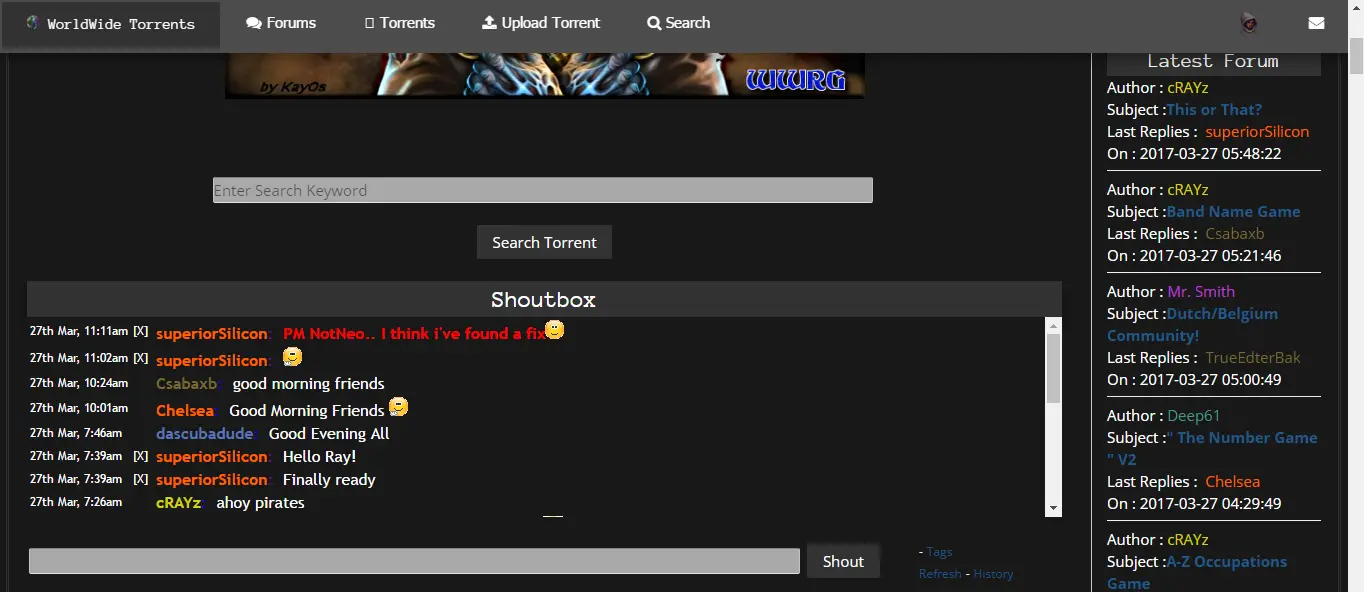 WorldWide Torrents
Forums
Torrents
Upload Torrent
Search
by KayOs
WWRG
Enter Search Keyword
Search Torrent
Shoutbox
27th Mar, 11:11am [X] superiorSilicon: PM NotNeo.. I think i've found a fix
27th Mar, 11:02am [X] superiorSilicon:
27th Mar, 10:24am Csabaxb: good morning friends
27th Mar, 10:01am Chelsea: Good Morning Friends
27th Mar, 7:46am dascubadude: Good Evening All
27th Mar, 7:39am [X] superiorSilicon: Hello Ray!
27th Mar, 7:39am [X] superiorSilicon: Finally ready
27th Mar, 7:26am cRAYz: ahoy pirates
Shout
- Tags
Refresh - History
Latest Forum
Author : cRAYz
Subject :This or That?
Last Replies : superiorSilicon
On : 2017-03-27 05:48:22
Author : cRAYz
Subject :Band Name Game
Last Replies : Csabaxb
On : 2017-03-27 05:21:46
Author : Mr. Smith
Subject :Dutch/Belgium
Community!
Last Replies : TrueEdterBak
On : 2017-03-27 05:00:49
Author : Deep61
Subject :" The Number Game
" V2
Last Replies : Chelsea
On : 2017-03-27 04:29:49
Author : cRAYz
Subject :A-Z Occupations
Game